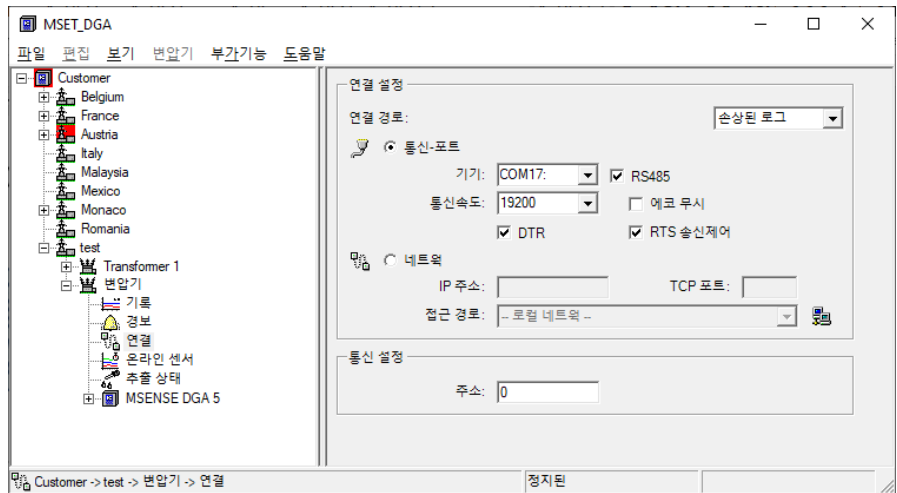 MSET_DGA
파일 편집 보기 변압기 부가기능 도움말
Customer
Belgium
France
Austria
Italy
Malaysia
Mexico
Monaco
Romania
test
Transformer 1
변압기
기록
경보
연결
온라인 센서
추출 상태
MSENSE DGA 5
연결 설정
연결 경로: 손상된 로그
통신-포트
기기: COM17: RS485
통신속도: 19200 에코 무시
DTR RTS 송신제어
네트웍
IP 주소: TCP 포트:
접근 경로: -- 로컬 네트웍 --
통신 설정
주소: 0
Customer -> test -> 변압기 -> 연결 정지된